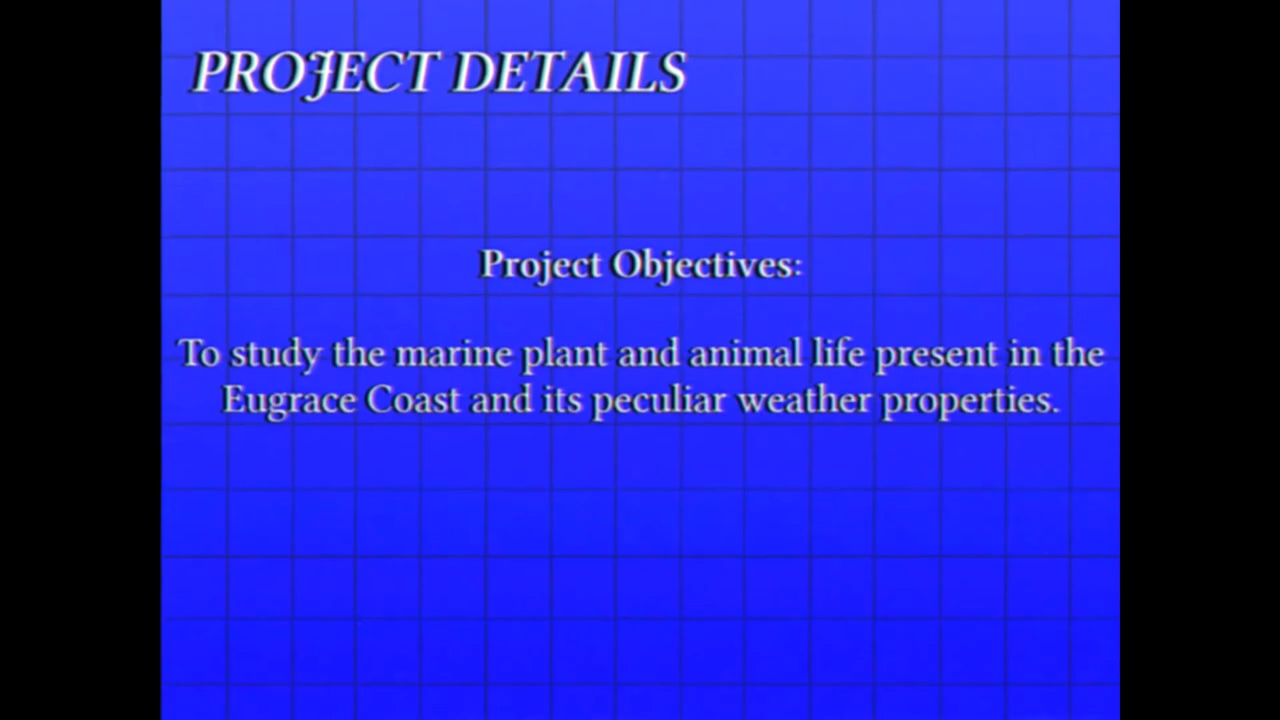 PROJECT DETAILS
Project Objectives:
To study the marine plant and animal life present in the
Eugrace Coast and its peculiar weather properties.